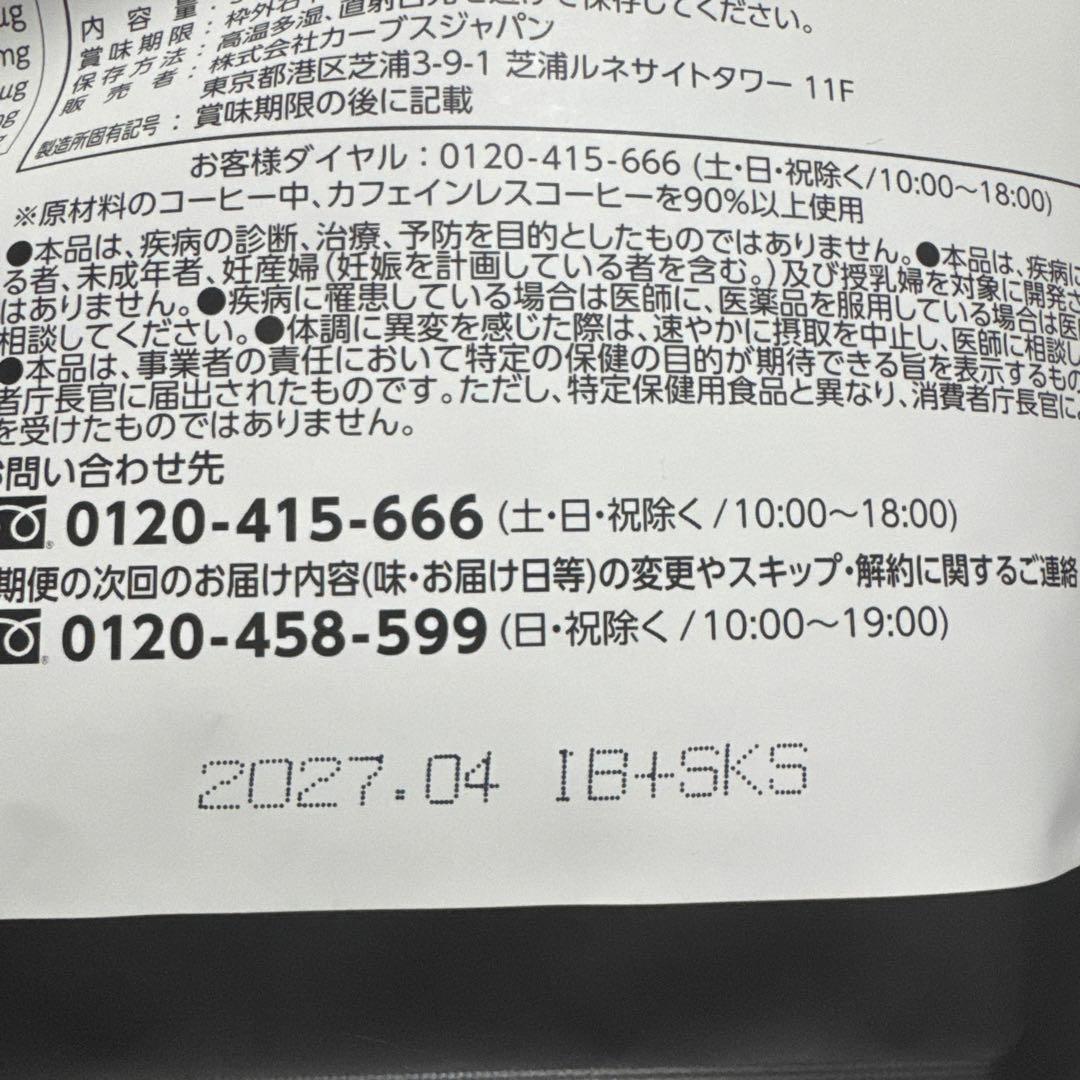 μg
mg
μg
内容量:
賞味期限:枠外右
保存方法:高温多湿、直射日光を避けて保存してください。
販売者:株式会社カーブスジャパン
東京都港区芝浦3-9-1 芝浦ルネサイトタワー 11F
製造所固有記号:賞味期限の後に記載
お客様ダイヤル:0120-415-666 (土・日・祝除く/10:00〜18:00)
※原材料のコーヒー中、カフェインレスコーヒーを90%以上使用
●本品は、疾病の診断、治療、予防を目的としたものではありません。●本品は、疾病に
る者、未成年者、妊産婦(妊娠を計画している者を含む。)及び授乳婦を対象に開発さ
はありません。●疾病に罹患している場合は医師に、医薬品を服用している場合は医
相談してください。●体調に異変を感じた際は、速やかに摂取を中止し、医師に相談し
●本品は、事業者の責任において特定の保健の目的が期待できる旨を表示するもの
者庁長官に届出されたものです。ただし、特定保健用食品と異なり、消費者庁長官に
を受けたものではありません。
お問い合わせ先
0120-415-666 (土・日・祝除く/10:00〜18:00)
期便の次回のお届け内容(味・お届け日等)の変更やスキップ・解約に関するご連絡
0120-458-599 (日・祝除く/10:00〜19:00)
2027.04 IB+SKS